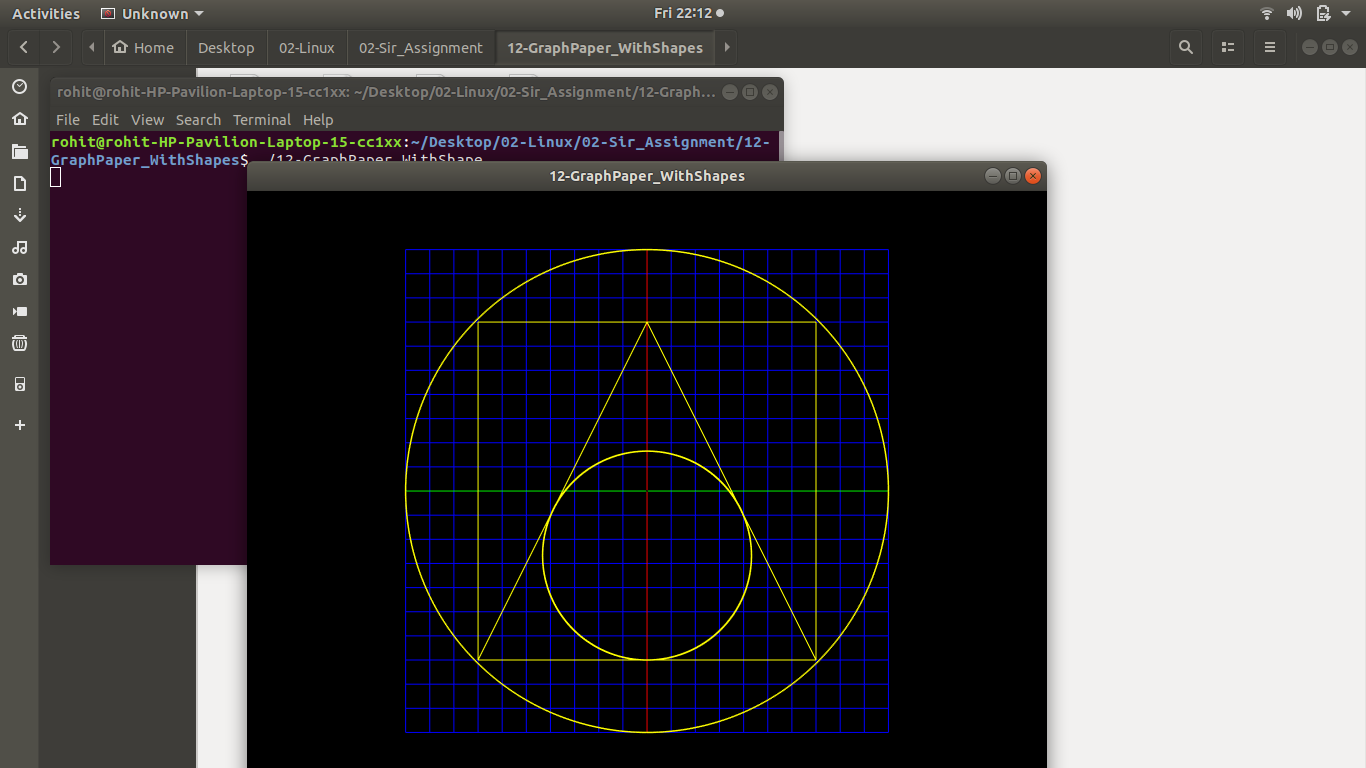 Activities Unknown Fri 22:12
Home Desktop 02-Linux 02-Sir_Assignment 12-GraphPaper_WithShapes
rohit@rohit-HP-Pavilion-Laptop-15-cc1xx: ~/Desktop/02-Linux/02-Sir_Assignment/12-Graph...
File Edit View Search Terminal Help
rohit@rohit-HP-Pavilion-Laptop-15-cc1xx:~/Desktop/02-Linux/02-Sir_Assignment/12-
GraphPaper_WithShapes$ ./12-GraphPaper_WithShape
12-GraphPaper_WithShapes